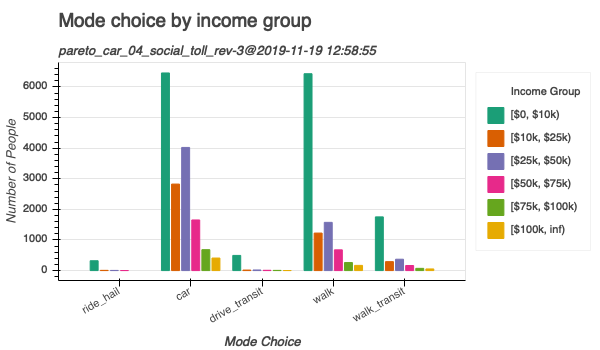 Mode choice by income group
pareto_car_04_social_toll_rev-3@2019-11-19 12:58:55
Number of People
6000
5000
4000
3000
2000
1000
0
ride_hail
car
drive_transit
walk
walk_transit
Mode Choice
Income Group
[$0, $10k)
[$10k, $25k)
[$25k, $50k)
[$50k, $75k)
[$75k, $100k)
[$100k, inf)